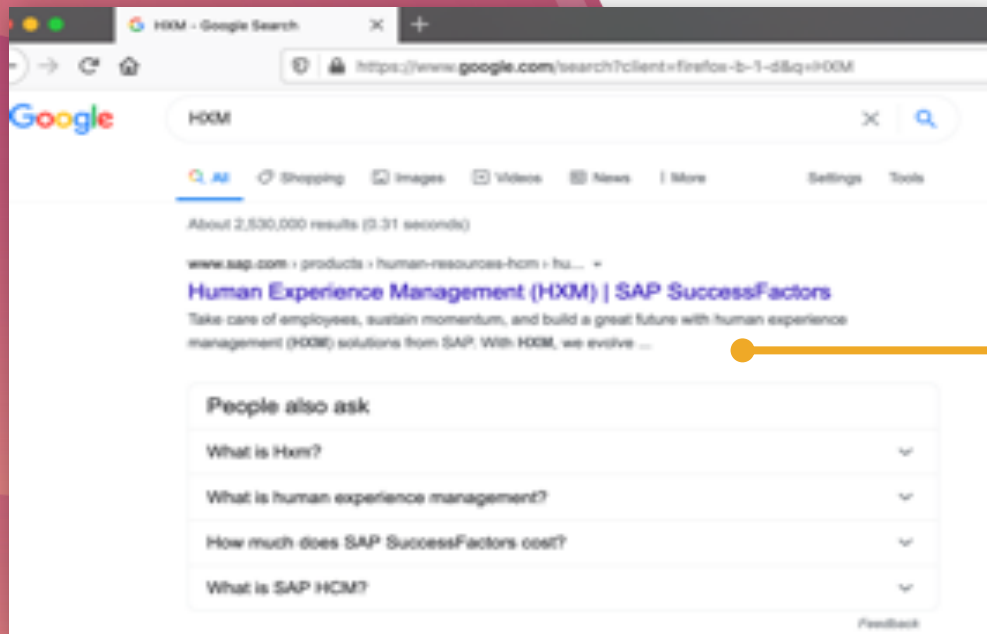 HXM - Google Search
https://www.google.com/search?client=firefox-b-1-d&q=HXM
Google
HXM
All Shopping Images Videos News More Settings Tools
About 2,530,000 results (0.31 seconds)
www.sap.com › products › human-resources-hcm › hu...
Human Experience Management (HXM) | SAP SuccessFactors
Take care of employees, sustain momentum, and build a great future with human experience
management (HXM) solutions from SAP. With HXM, we evolve ...
People also ask
What is Hxm?
What is human experience management?
How much does SAP SuccessFactors cost?
What is SAP HCM?
Feedback